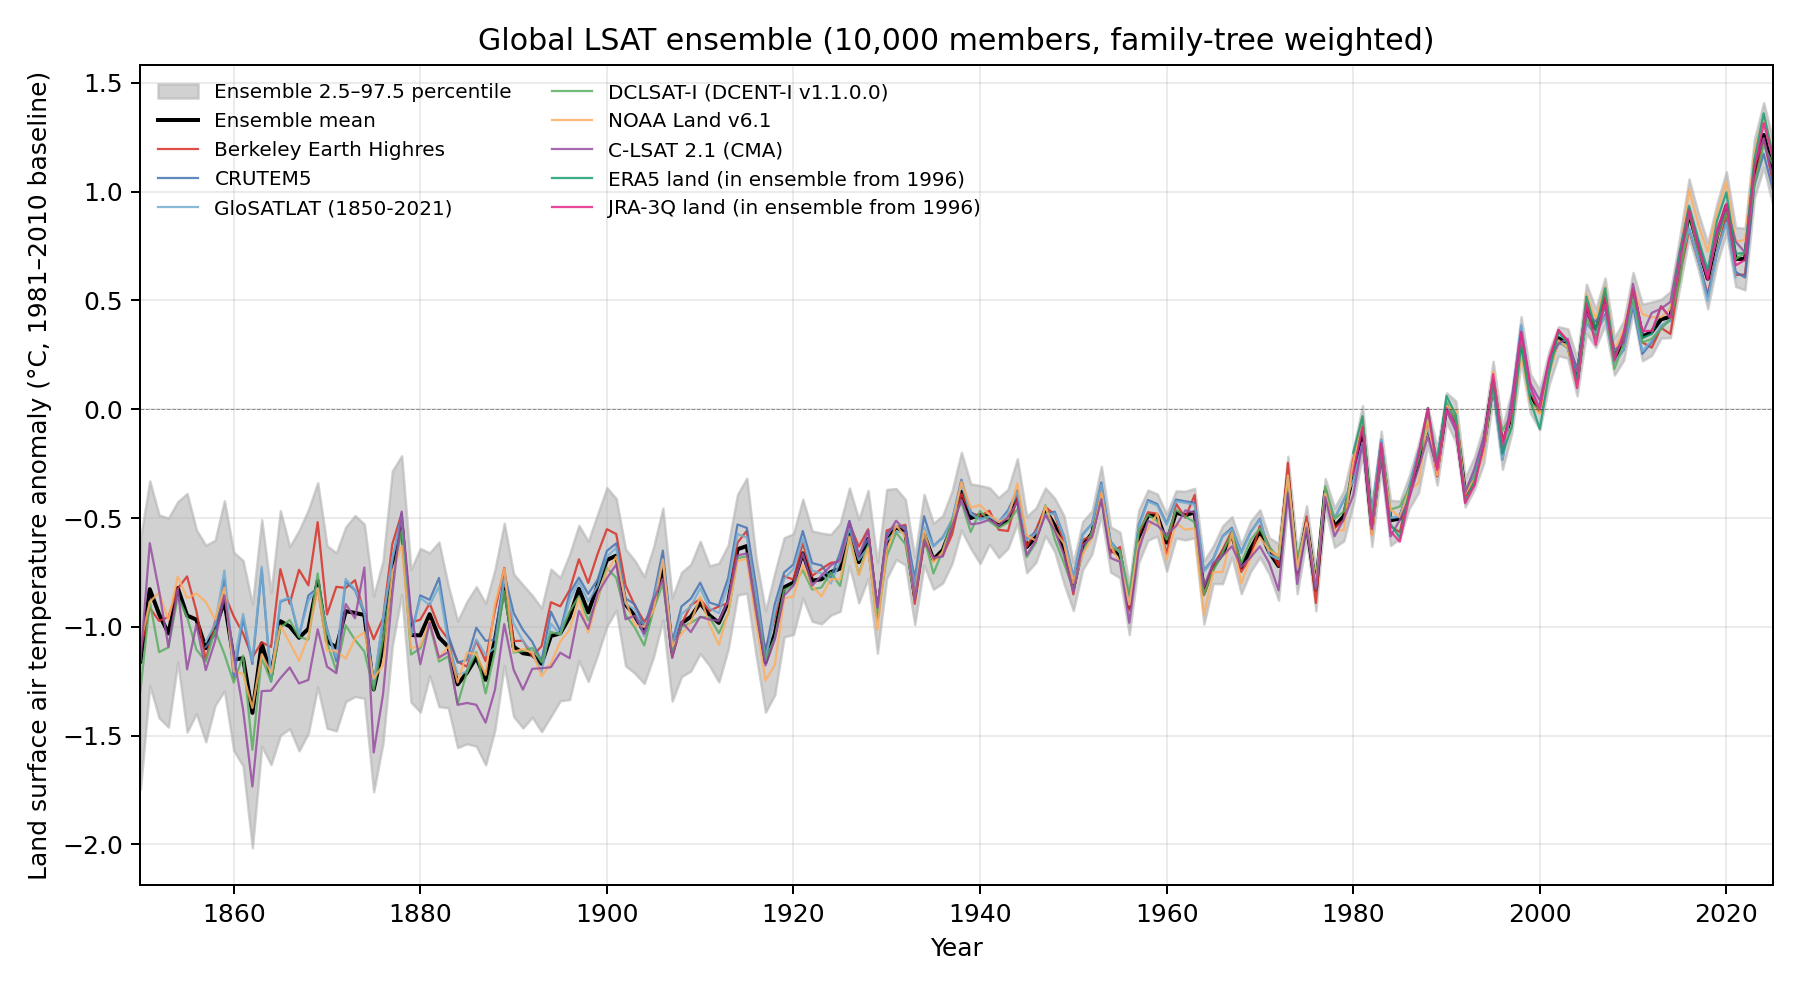 Global LSAT ensemble (10,000 members, family-tree weighted)
Land surface air temperature anomaly (°C, 1981–2010 baseline)
1.5
1.0
0.5
0.0
−0.5
−1.0
−1.5
−2.0
Ensemble 2.5–97.5 percentile
Ensemble mean
Berkeley Earth Highres
CRUTEM5
GloSATLAT (1850-2021)
DCLSAT-I (DCENT-I v1.1.0.0)
NOAA Land v6.1
C-LSAT 2.1 (CMA)
ERA5 land (in ensemble from 1996)
JRA-3Q land (in ensemble from 1996)
1860
1880
1900
1920
1940
1960
1980
2000
2020
Year